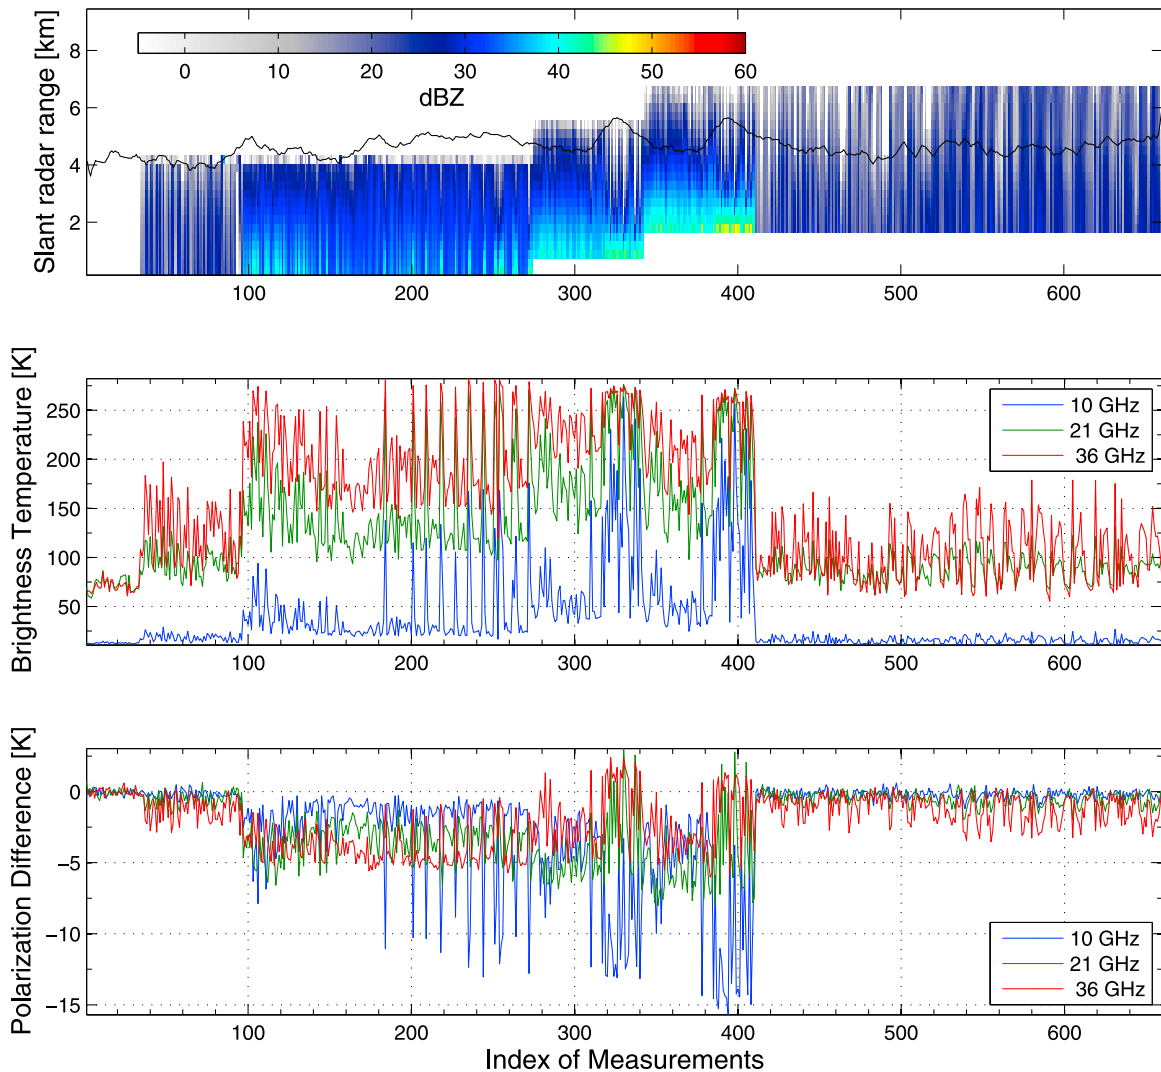 Slant radar range [km]
8
6
4
2
0 10 20 30 40 50 60
dBZ
100 200 300 400 500 600
Brightness Temperature [K]
250
200
150
100
50
10 GHz
21 GHz
36 GHz
100 200 300 400 500 600
Polarization Difference [K]
0
−5
−10
−15
10 GHz
21 GHz
36 GHz
100 200 300 400 500 600
Index of Measurements